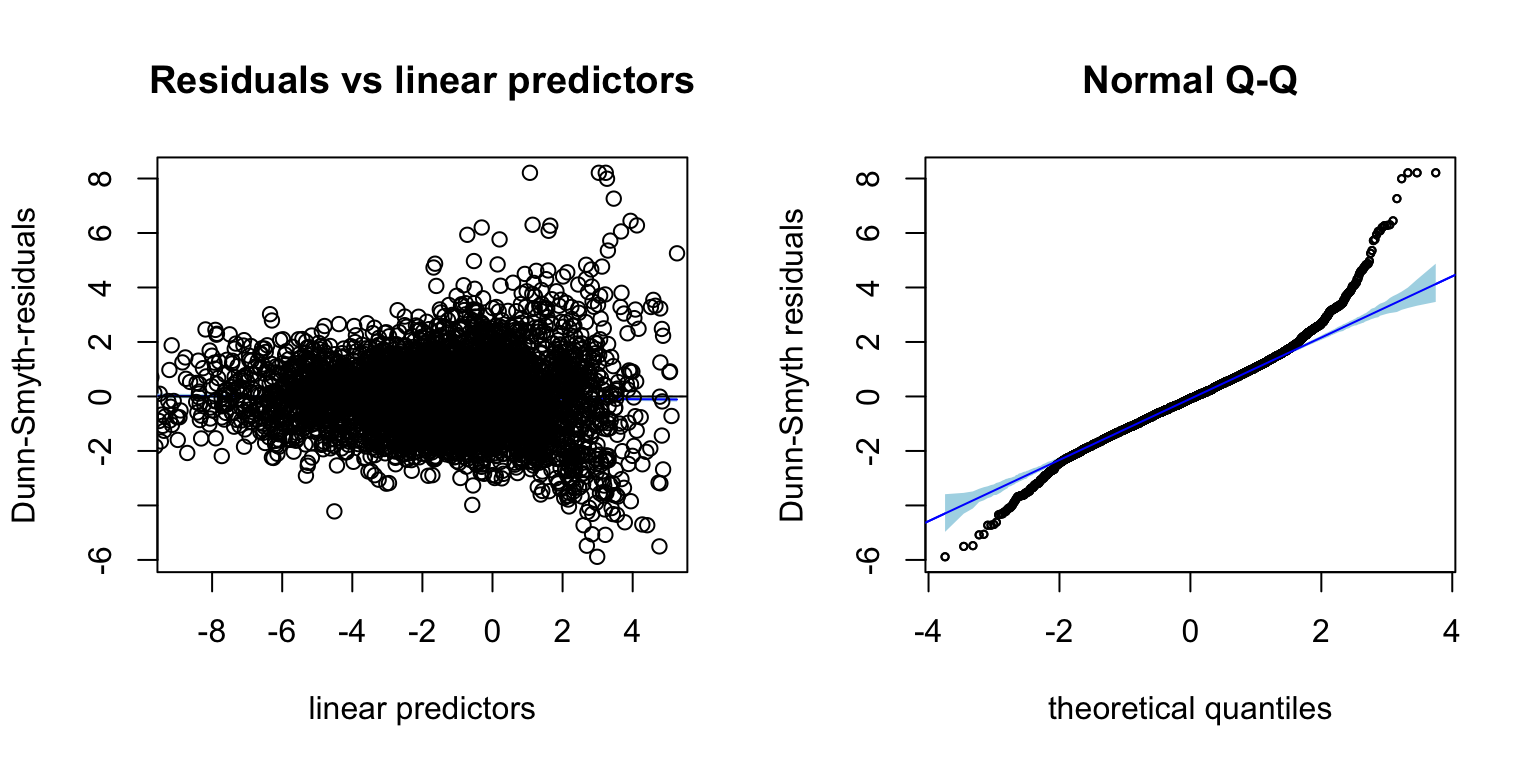 Residuals vs linear predictors
Dunn-Smyth-residuals
8
6
4
2
0
-2
-6
-8 -6 -4 -2 0 2 4
linear predictors
Normal Q-Q
Dunn-Smyth residuals
8
6
4
2
0
-2
-6
-4 -2 0 2 4
theoretical quantiles